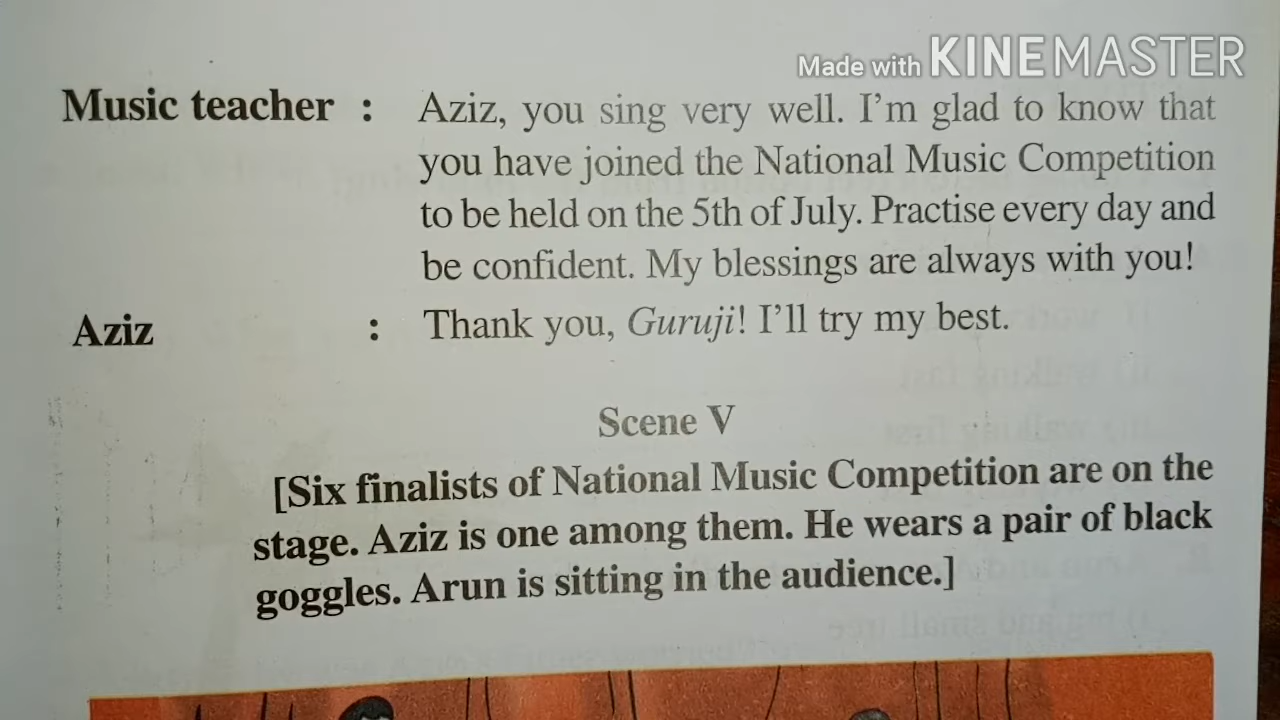 Made with KINEMASTER
Music teacher : Aziz, you sing very well. I'm glad to know that
you have joined the National Music Competition
to be held on the 5th of July. Practise every day and
be confident. My blessings are always with you!
Aziz : Thank you, Guruji! I'll try my best.
Scene V
[Six finalists of National Music Competition are on the
stage. Aziz is one among them. He wears a pair of black
goggles. Arun is sitting in the audience.]